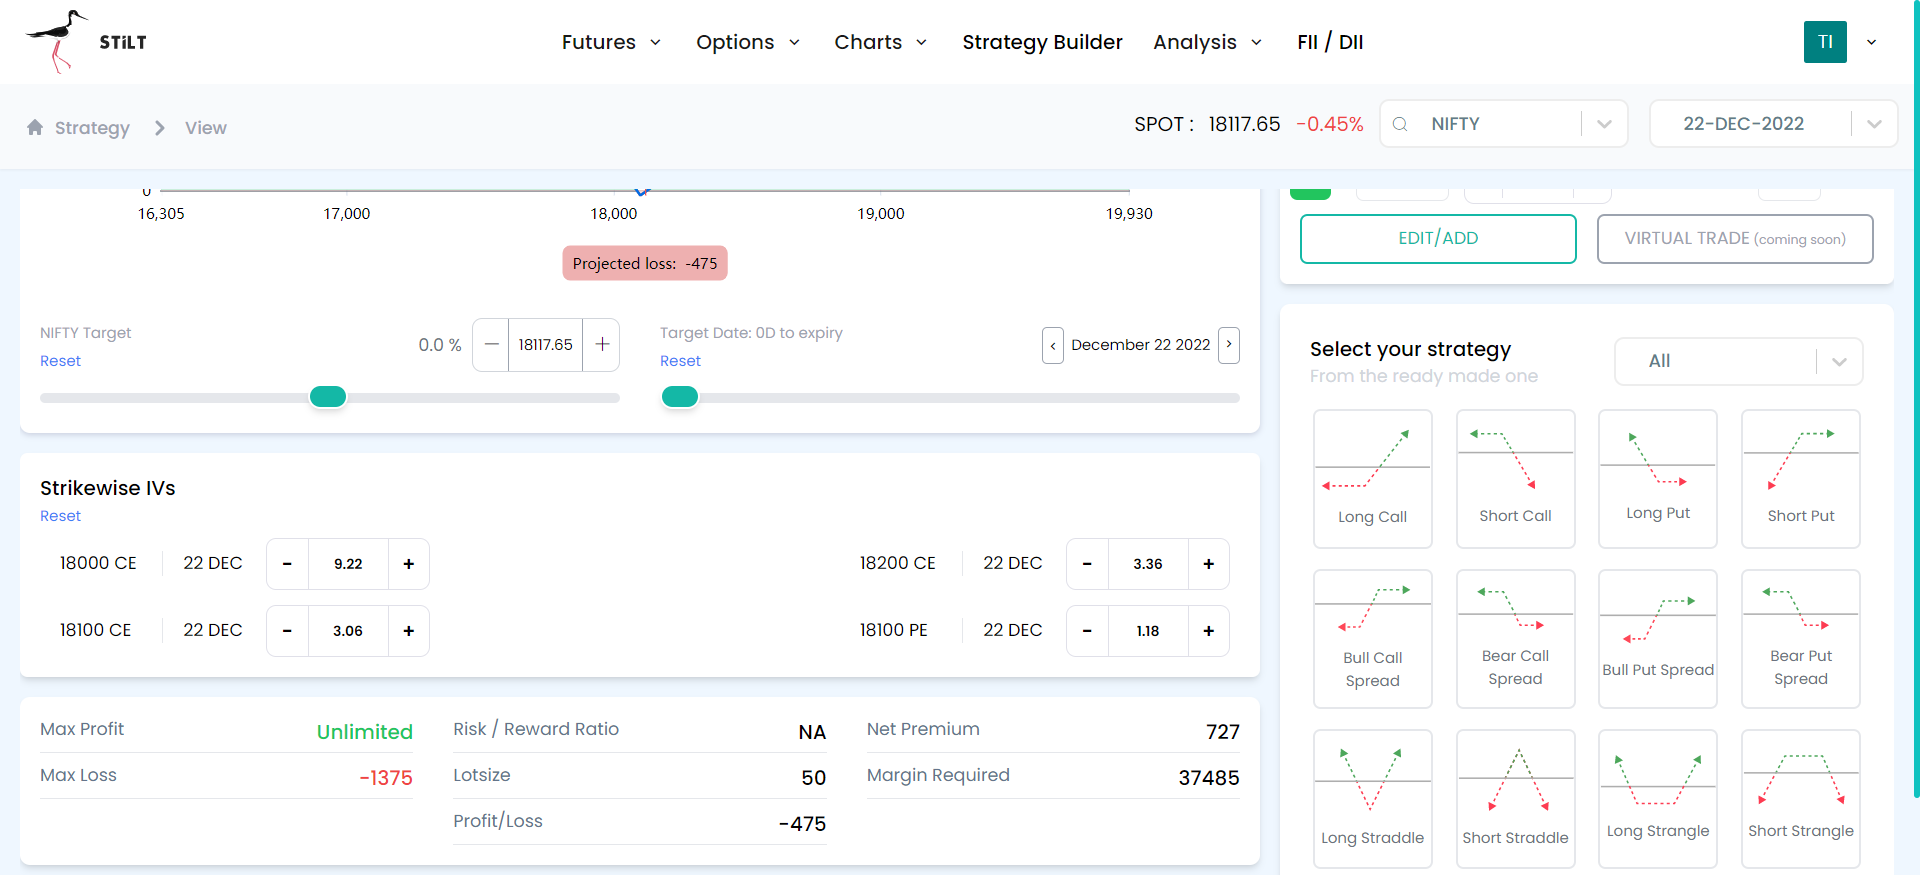 STiLT
Futures Options Charts Strategy Builder Analysis FII / DII
TI
Strategy View
SPOT : 18117.65 -0.45% NIFTY 22-DEC-2022
0
16,305 17,000 18,000 19,000 19,930
Projected loss: -475
NIFTY Target
Reset
0.0 % 18117.65 +
Target Date: 0D to expiry
Reset
‹ December 22 2022 ›
EDIT/ADD
VIRTUAL TRADE (coming soon)
Strikewise IVs
Reset
18000 CE 22 DEC - 9.22 +
18200 CE 22 DEC - 3.36 +
18100 CE 22 DEC - 3.06 +
18100 PE 22 DEC - 1.18 +
Max Profit Unlimited
Risk / Reward Ratio NA
Net Premium 727
Max Loss -1375
Lotsize 50
Margin Required 37485
Profit/Loss -475
Select your strategy
From the ready made one
All
Long Call
Short Call
Long Put
Short Put
Bull Call
Spread
Bear Call
Spread
Bull Put Spread
Bear Put
Spread
Long Straddle
Short Straddle
Long Strangle
Short Strangle